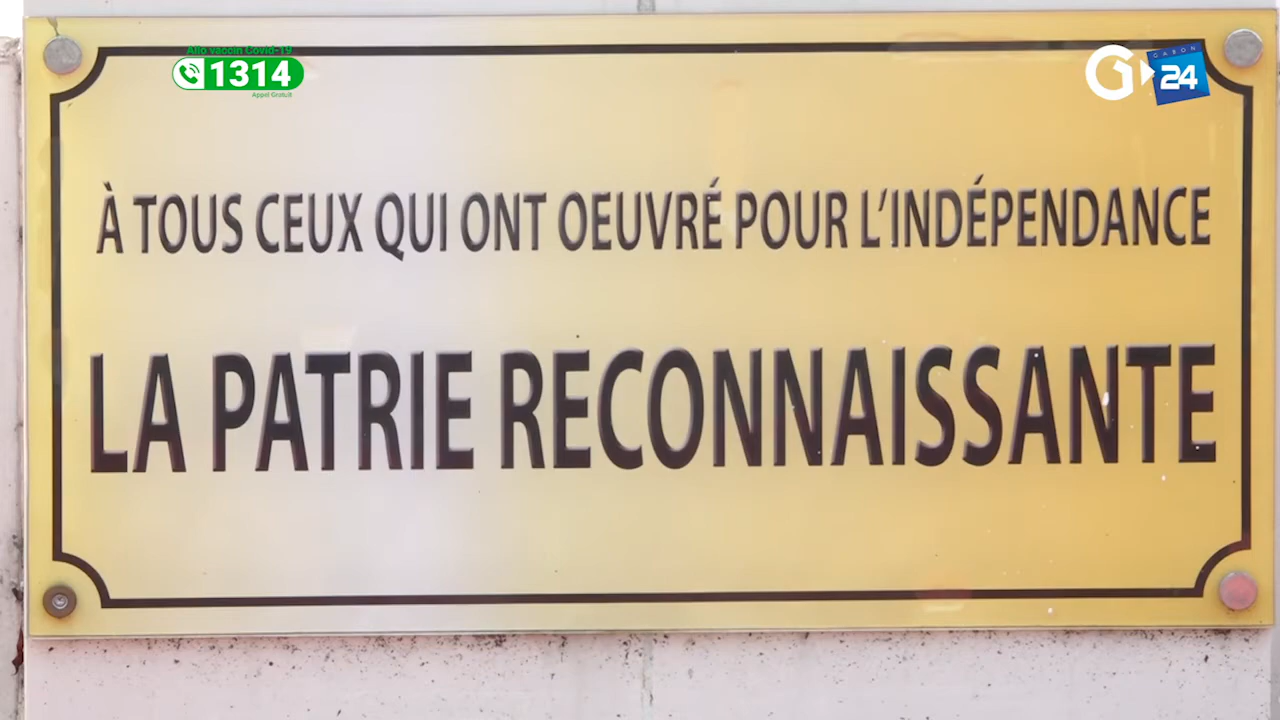 Allo vaccin Covid-19
1314
Appel Gratuit
GABON
24
À TOUS CEUX QUI ONT OEUVRÉ POUR L'INDÉPENDANCE
LA PATRIE RECONNAISSANTE